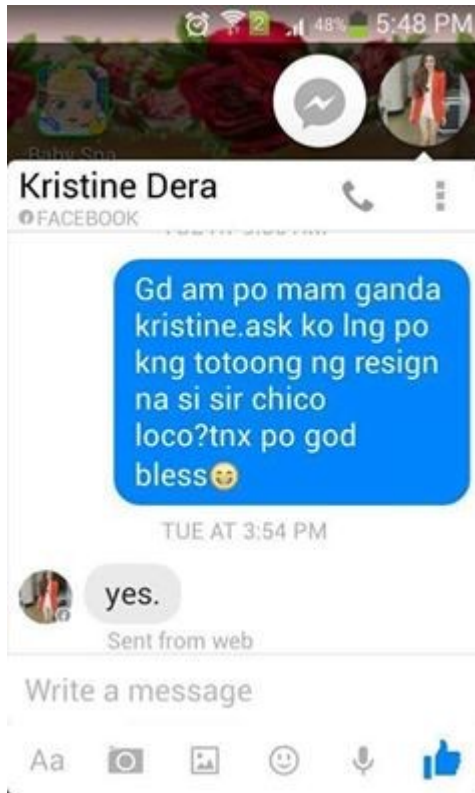 2 48% 5:48 PM
Baby Spa
Kristine Dera
FACEBOOK
Gd am po mam ganda
kristine.ask ko lng po
kng totoong ng resign
na si sir chico
loco?tnx po god
bless😊
TUE AT 3:54 PM
yes.
Sent from web
Write a message
Aa